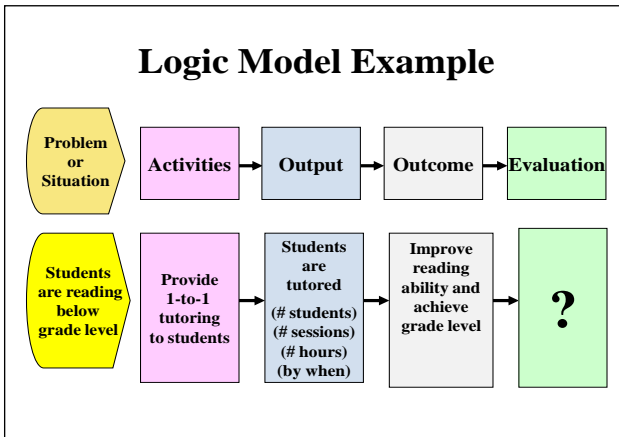 Logic Model Example
Problem
or
Situation
Activities
Output
Outcome
Evaluation
Students
are reading
below
grade level
Provide
1-to-1
tutoring
to students
Students
are
tutored
(# students)
(# sessions)
(# hours)
(by when)
Improve
reading
ability and
achieve
grade level
?